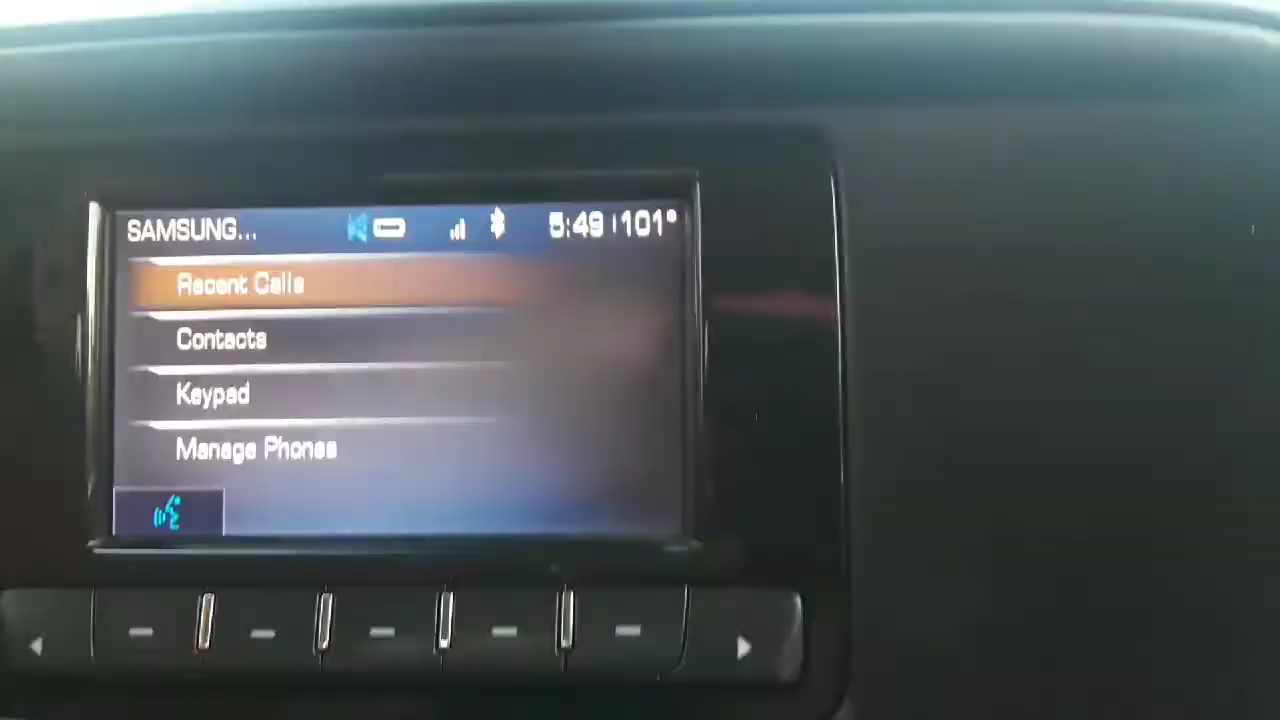 SAMSUNG... 5:49 | 101°
Recent Calls
Contacts
Keypad
Manage Phones